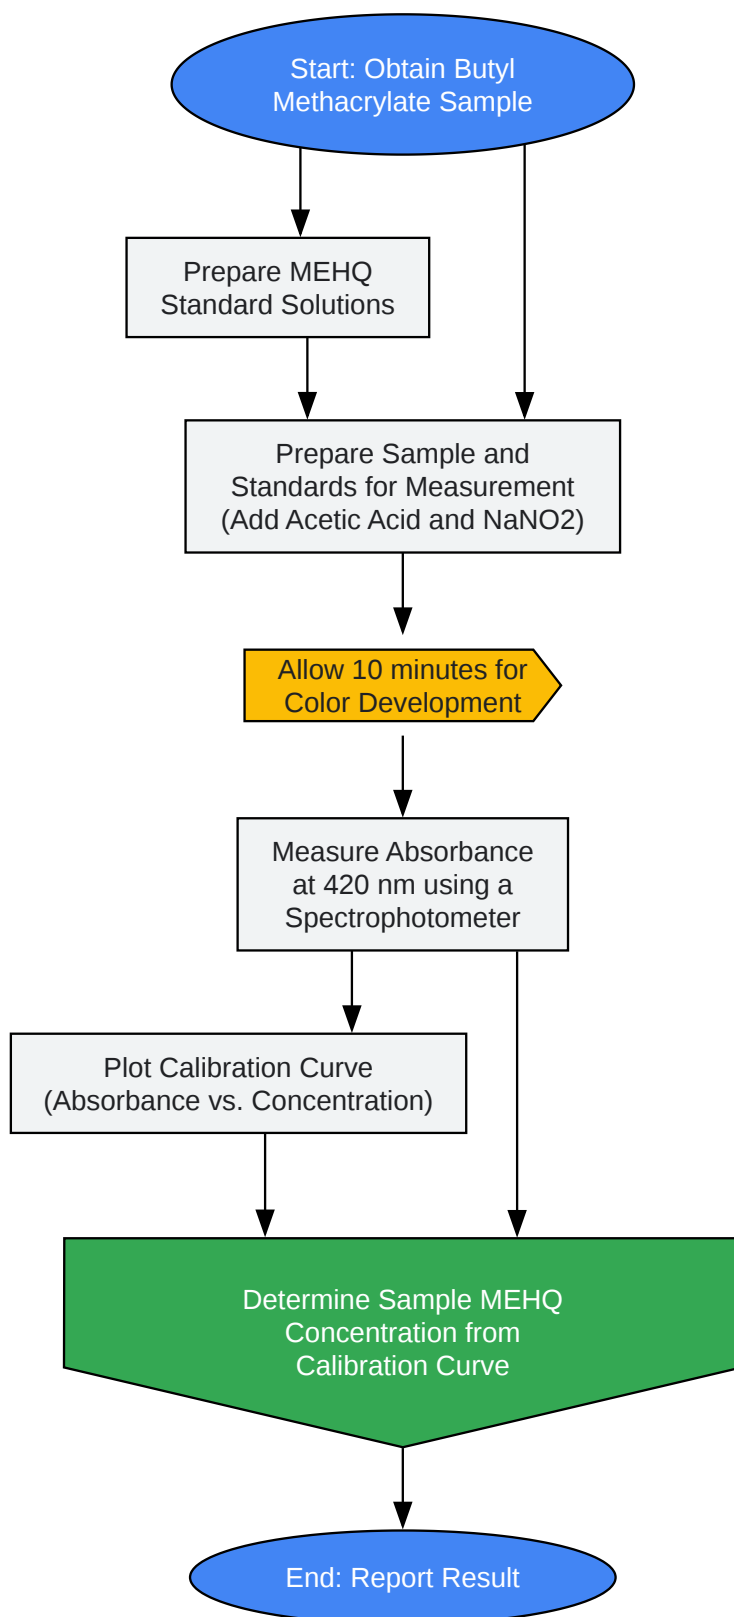 Start: Obtain Butyl
Methacrylate Sample
Prepare MEHQ
Standard Solutions
Prepare Sample and
Standards for Measurement
(Add Acetic Acid and NaNO2)
Allow 10 minutes for
Color Development
Measure Absorbance
at 420 nm using a
Spectrophotometer
Plot Calibration Curve
(Absorbance vs. Concentration)
Determine Sample MEHQ
Concentration from
Calibration Curve
End: Report Result